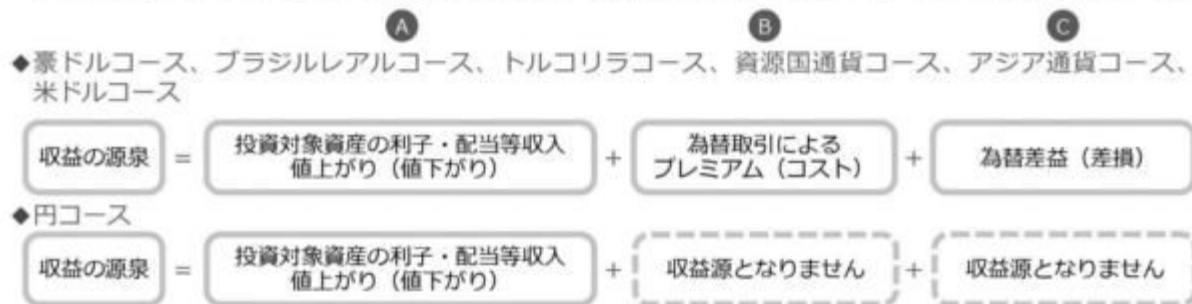 A B C
◆豪ドルコース、ブラジルレアルコース、トルコリラコース、資源国通貨コース、アジア通貨コース、
米ドルコース
収益の源泉 = 投資対象資産の利子・配当等収入
値上がり（値下がり） + 為替取引による
プレミアム（コスト） + 為替差益（差損）
◆円コース
収益の源泉 = 投資対象資産の利子・配当等収入
値上がり（値下がり） + 収益源となりません + 収益源となりません